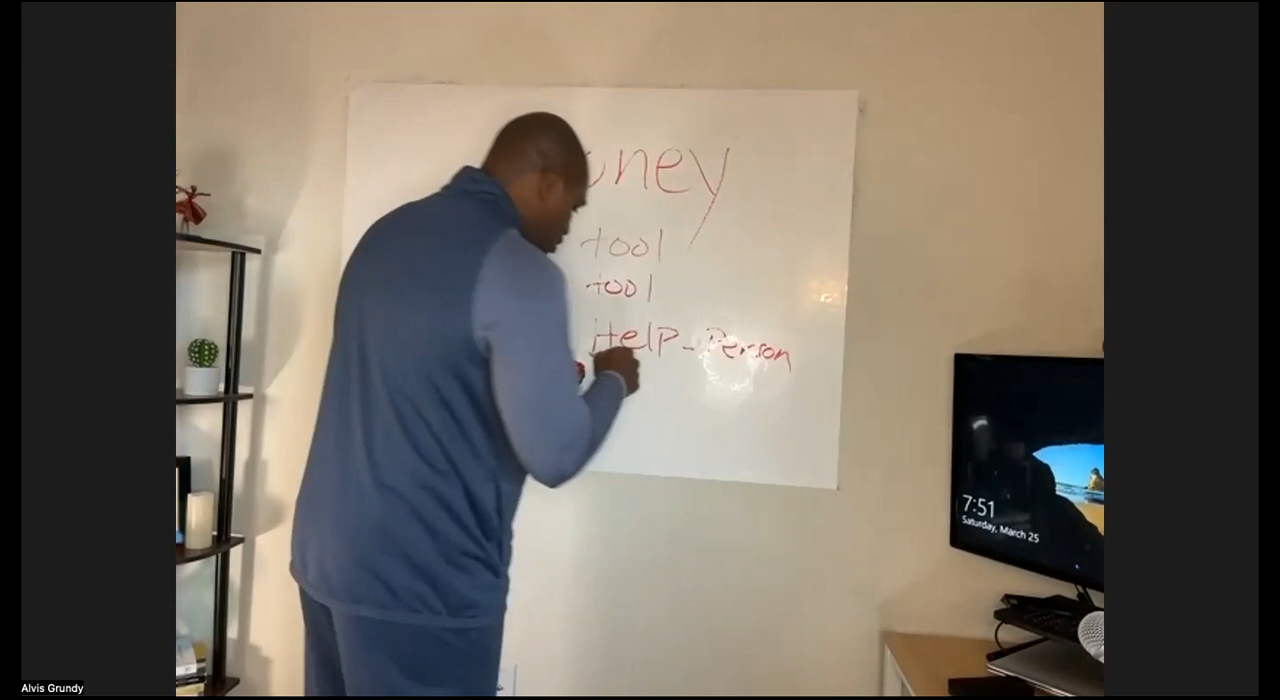 oney
tool
tool
Help - Person
7:51
Saturday, March 25
Alvis Grundy